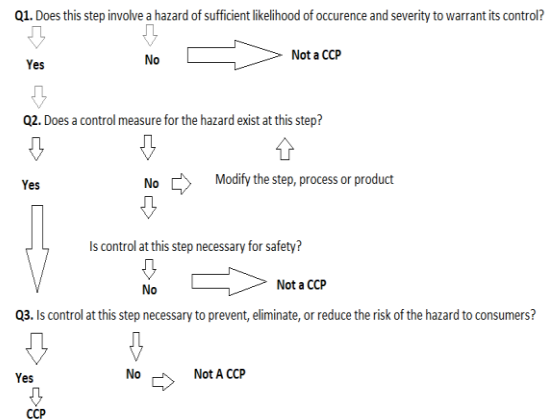 Q1. Does this step involve a hazard of sufficient likelihood of occurence and severity to warrant its control?
Yes
No
Not a CCP
Q2. Does a control measure for the hazard exist at this step?
Yes
No
Modify the step, process or product
Is control at this step necessary for safety?
No
Not a CCP
Q3. Is control at this step necessary to prevent, eliminate, or reduce the risk of the hazard to consumers?
Yes
No
Not A CCP
CCP